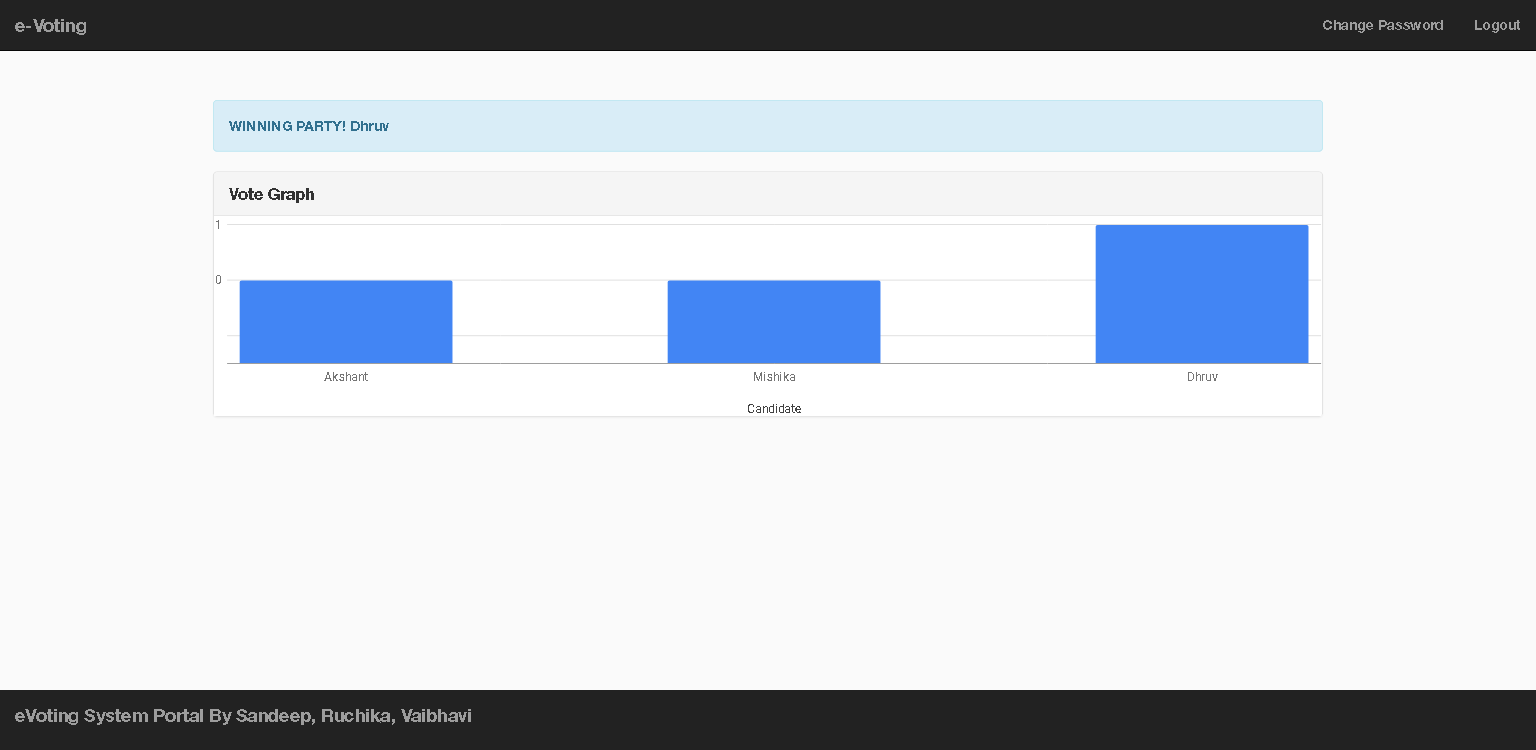 e-Voting
Change Password
Logout
WINNING PARTY! Dhruv
Vote Graph
1
0
Akshant
Mishika
Dhruv
Candidate
eVoting System Portal By Sandeep, Ruchika, Vaibhavi